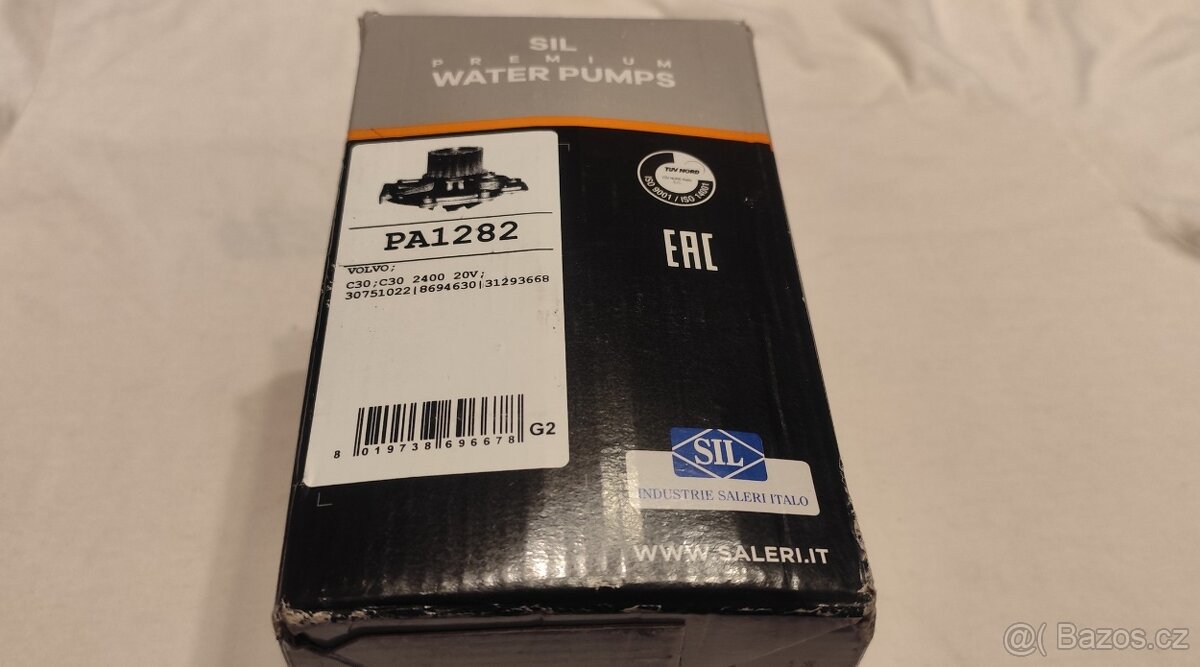 SIL
PREMIUM
WATER PUMPS
TÜV NORD
ISO 9001 / ISO 14001
EAC
PA1282
VOLVO;
C30;C30 2400 20V;
30751022|8694630|31293668
8 019738 696678
G2
SIL
INDUSTRIE SALERI ITALO
WWW.SALERI.IT
@( Bazos.cz